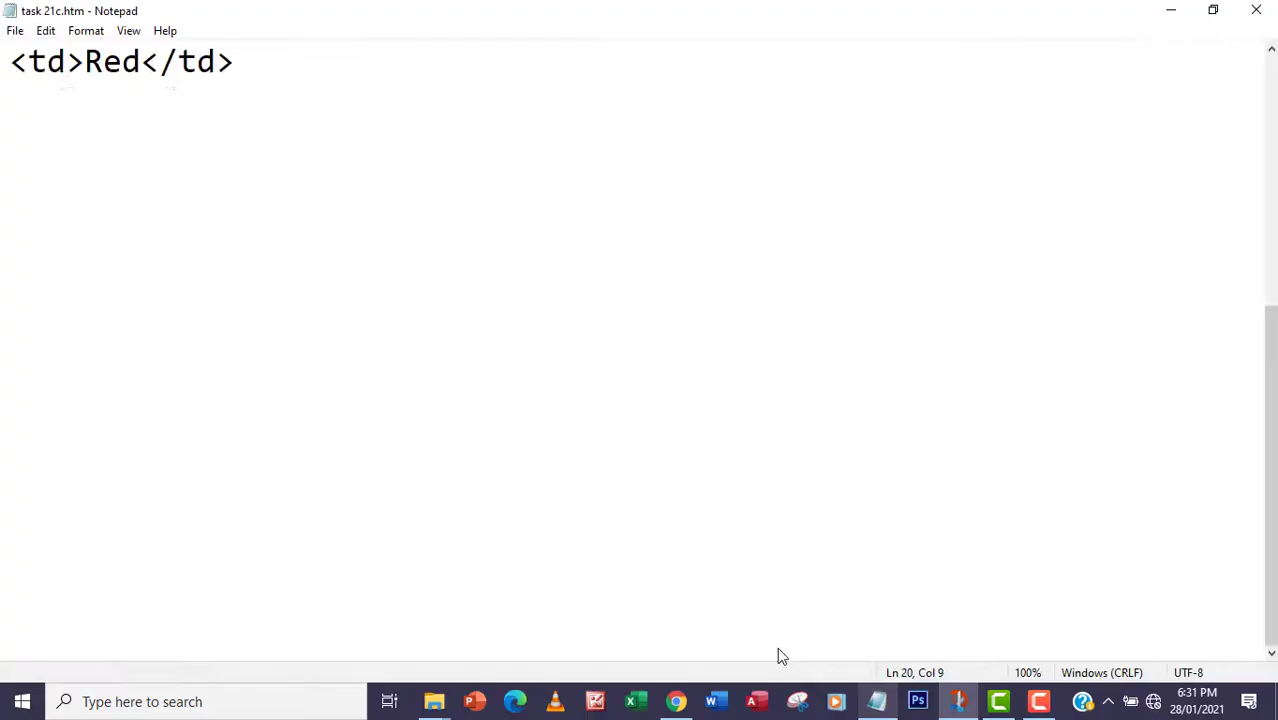 task 21c.htm - Notepad
File Edit Format View Help
<td>Red</td>
Ln 20, Col 9 100% Windows (CRLF) UTF-8
Type here to search
6:31 PM
28/01/2021